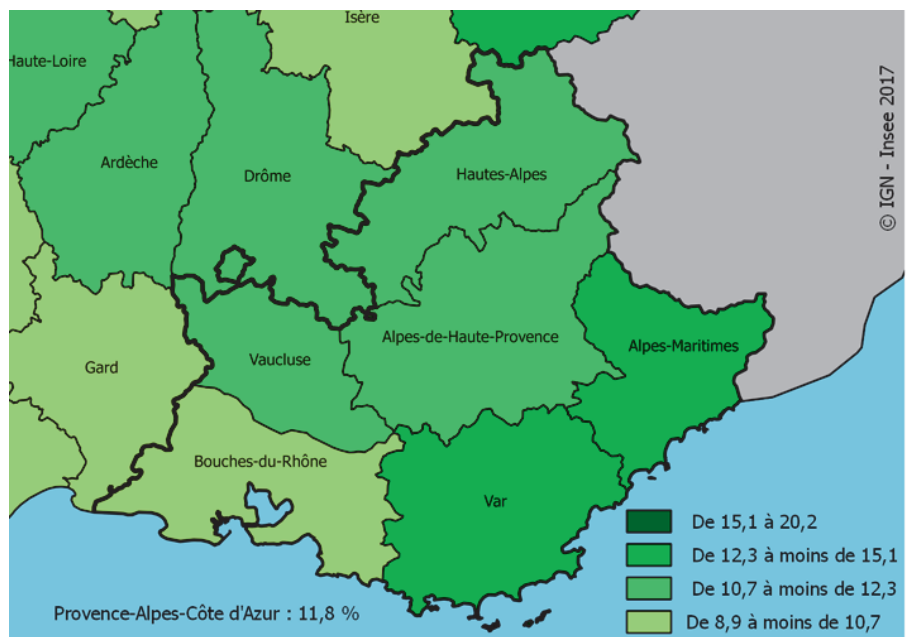 Isère
Haute-Loire
Ardèche
Drôme
Hautes-Alpes
© IGN - Insee 2017
Alpes-de-Haute-Provence
Alpes-Maritimes
Vaucluse
Gard
Bouches-du-Rhône
Var
De 15,1 à 20,2
De 12,3 à moins de 15,1
De 10,7 à moins de 12,3
De 8,9 à moins de 10,7
Provence-Alpes-Côte d'Azur : 11,8 %